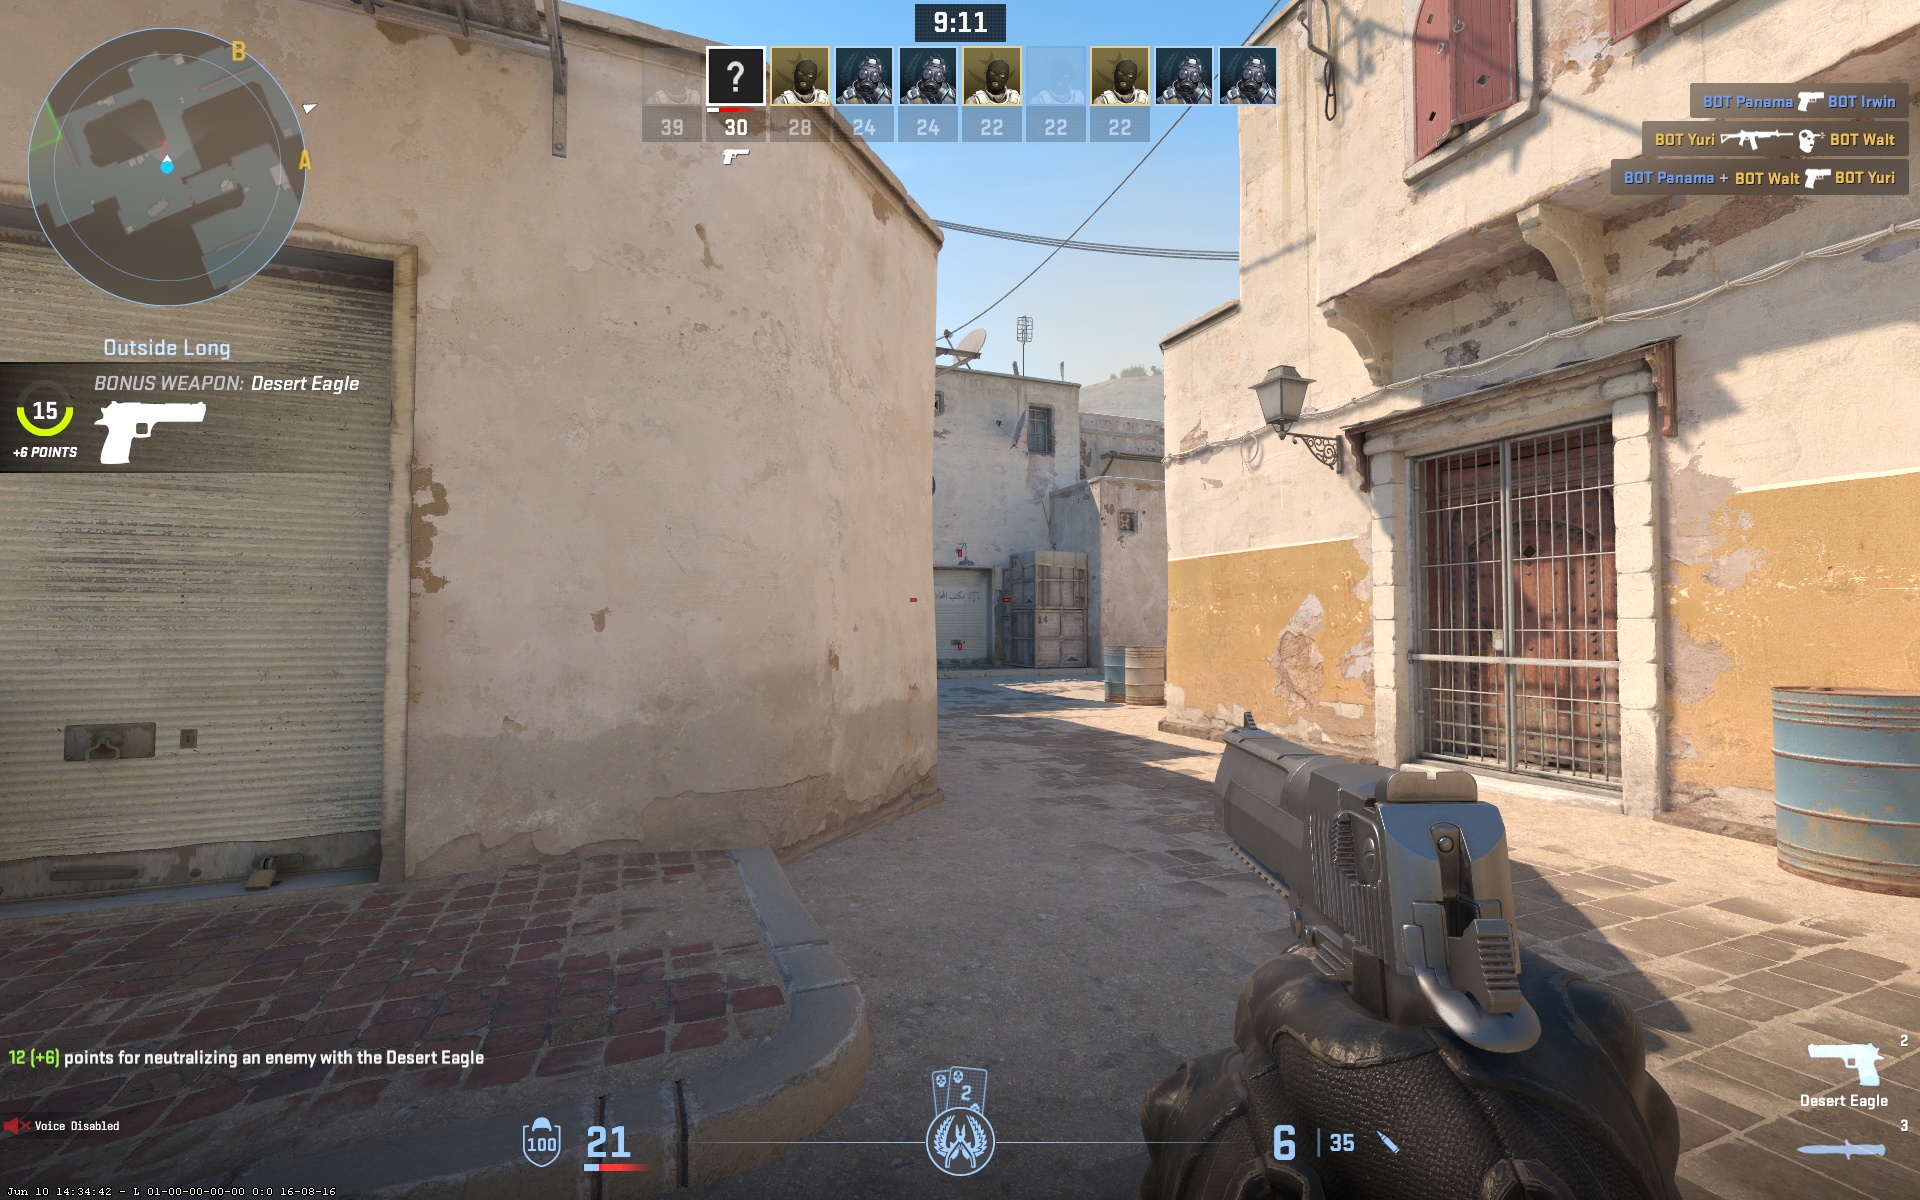 9:11
B
A
?
39 30 28 24 24 22 22 22
BOT Panama BOT Irwin
BOT Yuri BOT Walt
BOT Panama + BOT Walt BOT Yuri
Outside Long
BONUS WEAPON: Desert Eagle
15
+6 POINTS
14
12 (+6) points for neutralizing an enemy with the Desert Eagle
Voice Disabled
100
21
2
6 | 35
2
Desert Eagle
3
Jun 10 14:34:42 - L 01-00-00-00-00 0:0 16-08-16